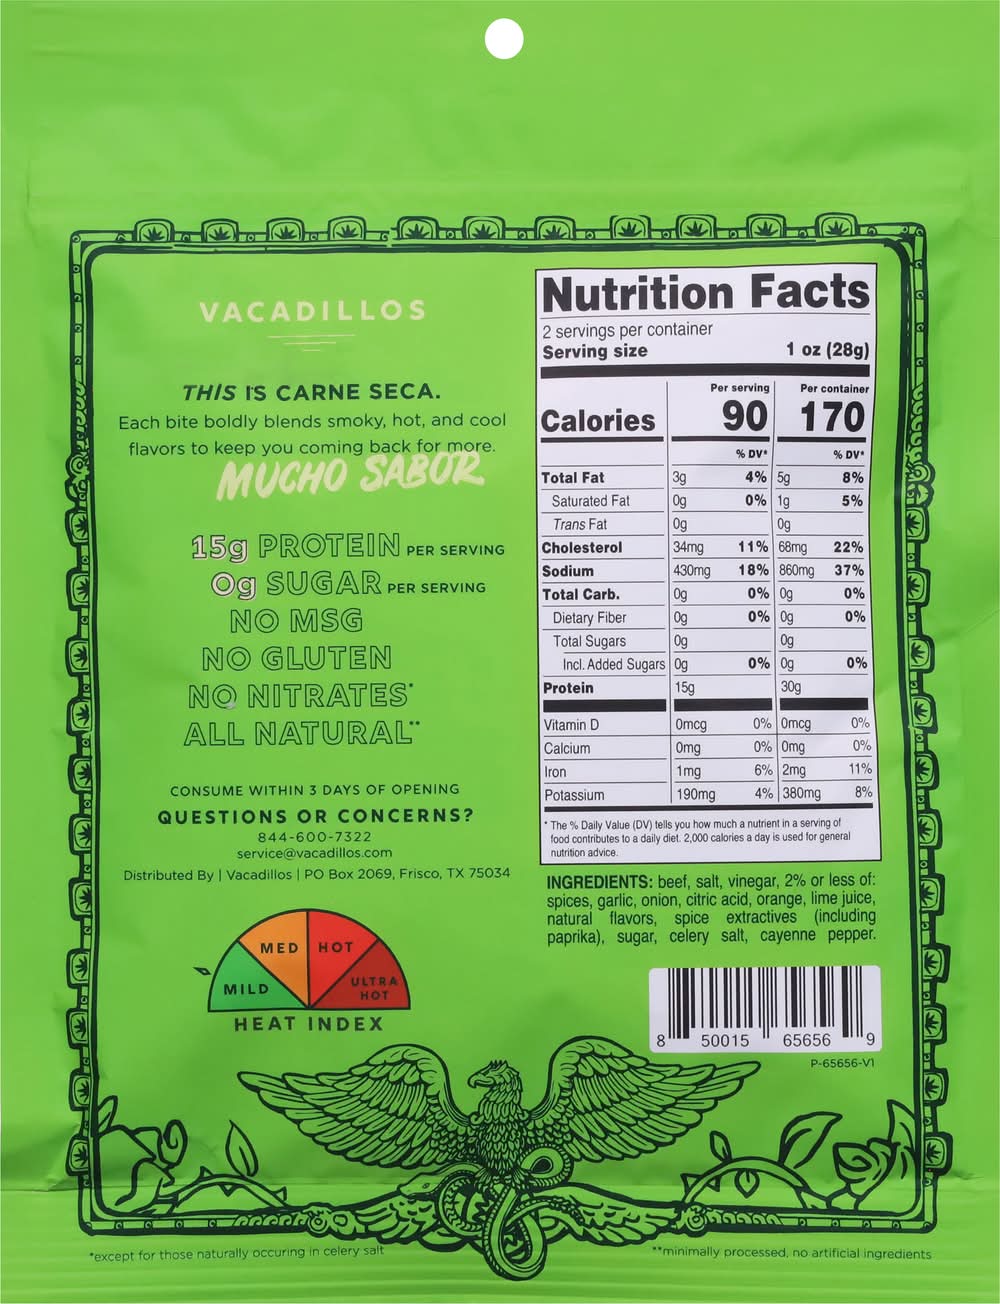 VACADILLOS
THIS IS CARNE SECA.
Each bite boldly blends smoky, hot, and cool
flavors to keep you coming back for more.
MUCHO SABOR
15g PROTEIN PER SERVING
0g SUGAR PER SERVING
NO MSG
NO GLUTEN
NO NITRATES*
ALL NATURAL**
CONSUME WITHIN 3 DAYS OF OPENING
QUESTIONS OR CONCERNS?
844-600-7322
service@vacadillos.com
Distributed By | Vacadillos | PO Box 2069, Frisco, TX 75034
MED HOT
MILD ULTRA HOT
HEAT INDEX
Nutrition Facts
2 servings per container
Serving size 1 oz (28g)
Per serving Per container
Calories 90 170
% DV* % DV*
Total Fat 3g 4% 5g 8%
Saturated Fat 0g 0% 1g 5%
Trans Fat 0g 0g
Cholesterol 34mg 11% 68mg 22%
Sodium 430mg 18% 860mg 37%
Total Carb. 0g 0% 0g 0%
Dietary Fiber 0g 0% 0g 0%
Total Sugars 0g 0g
Incl. Added Sugars 0g 0% 0g 0%
Protein 15g 30g
Vitamin D 0mcg 0% 0mcg 0%
Calcium 0mg 0% 0mg 0%
Iron 1mg 6% 2mg 11%
Potassium 190mg 4% 380mg 8%
* The % Daily Value (DV) tells you how much a nutrient in a serving of
food contributes to a daily diet. 2,000 calories a day is used for general
nutrition advice.
INGREDIENTS: beef, salt, vinegar, 2% or less of:
spices, garlic, onion, citric acid, orange, lime juice,
natural flavors, spice extractives (including
paprika), sugar, celery salt, cayenne pepper.
8 50015 65656 9
P-65656-V1
*except for those naturally occuring in celery salt
**minimally processed, no artificial ingredients